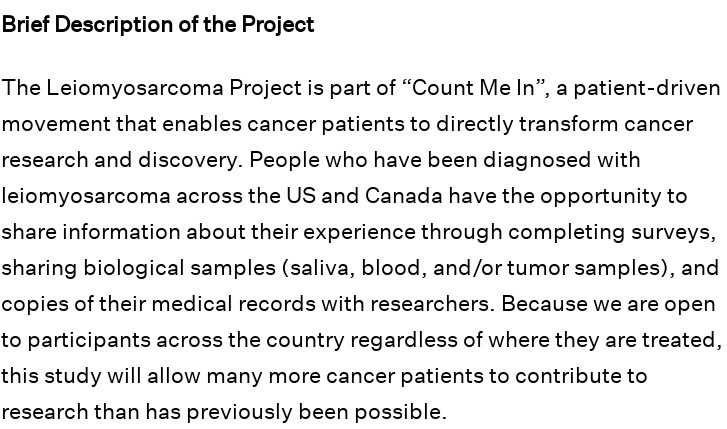 Brief Description of the Project
The Leiomyosarcoma Project is part of “Count Me In”, a patient-driven
movement that enables cancer patients to directly transform cancer
research and discovery. People who have been diagnosed with
leiomyosarcoma across the US and Canada have the opportunity to
share information about their experience through completing surveys,
sharing biological samples (saliva, blood, and/or tumor samples), and
copies of their medical records with researchers. Because we are open
to participants across the country regardless of where they are treated,
this study will allow many more cancer patients to contribute to
research than has previously been possible.